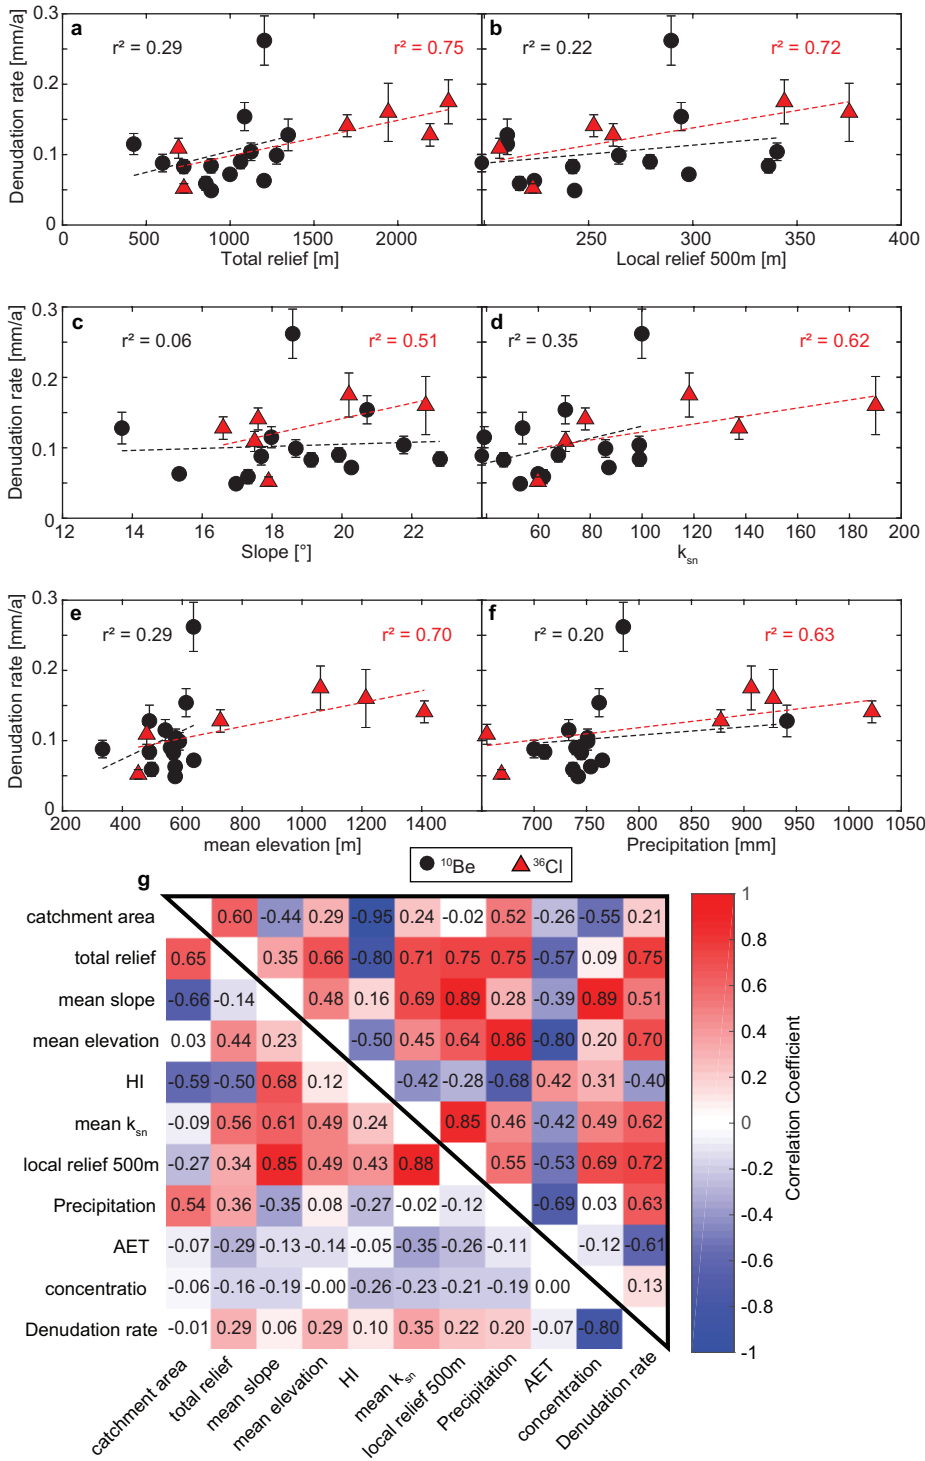 a
b
r² = 0.29
r² = 0.75
r² = 0.22
r² = 0.72
Denudation rate [mm/a]
0.3
0.2
0.1
0
0
500
1000
1500
2000
250
300
350
400
Total relief [m]
Local relief 500m [m]
c
d
r² = 0.06
r² = 0.51
r² = 0.35
r² = 0.62
Denudation rate [mm/a]
0.3
0.2
0.1
0
12
14
16
18
20
22
60
80
100
120
140
160
180
200
Slope [°]
ksn
e
f
r² = 0.29
r² = 0.70
r² = 0.20
r² = 0.63
Denudation rate [mm/a]
0.3
0.2
0.1
0
200
400
600
800
1000
1200
1400
700
750
800
850
900
950
1000
1050
mean elevation [m]
Precipitation [mm]
10Be 36Cl
g
catchment area 0.60 -0.44 0.29 -0.95 0.24 -0.02 0.52 -0.26 -0.55 0.21
total relief 0.65 0.35 0.66 -0.80 0.71 0.75 0.75 -0.57 0.09 0.75
mean slope -0.66 -0.14 0.48 0.16 0.69 0.89 0.28 -0.39 0.89 0.51
mean elevation 0.03 0.44 0.23 -0.50 0.45 0.64 0.86 -0.80 0.20 0.70
HI -0.59 -0.50 0.68 0.12 -0.42 -0.28 -0.68 0.42 0.31 -0.40
mean ksn -0.09 0.56 0.61 0.49 0.24 0.85 0.46 -0.42 0.49 0.62
local relief 500m -0.27 0.34 0.85 0.49 0.43 0.88 0.55 -0.53 0.69 0.72
Precipitation 0.54 0.36 -0.35 0.08 -0.27 -0.02 -0.12 -0.69 0.03 0.63
AET -0.07 -0.29 -0.13 -0.14 -0.05 -0.35 -0.26 -0.11 -0.12 -0.61
concentratio -0.06 -0.16 -0.19 -0.00 -0.26 -0.23 -0.21 -0.19 0.00 0.13
Denudation rate -0.01 0.29 0.06 0.29 0.10 0.35 0.22 0.20 -0.07 -0.80
catchment area
total relief
mean slope
mean elevation
HI
mean ksn
local relief 500m
Precipitation
AET
concentration
Denudation rate
1
0.8
0.6
0.4
0.2
0
-0.2
-0.4
-0.6
-0.8
-1
Correlation Coefficient